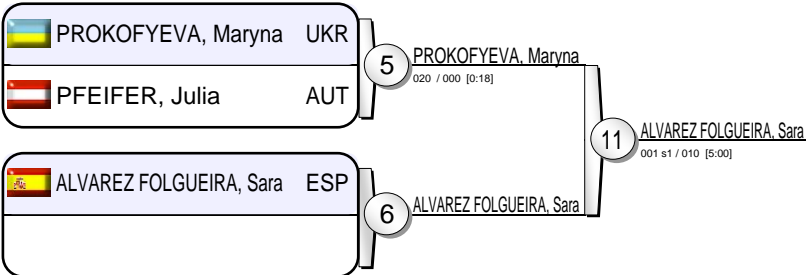 PROKOFYEVA, Maryna UKR
PFEIFER, Julia AUT
5
PROKOFYEVA, Maryna
020 / 000 [0:18]
ALVAREZ FOLGUEIRA, Sara ESP
6
ALVAREZ FOLGUEIRA, Sara
11
ALVAREZ FOLGUEIRA, Sara
001 s1 / 010 [5:00]